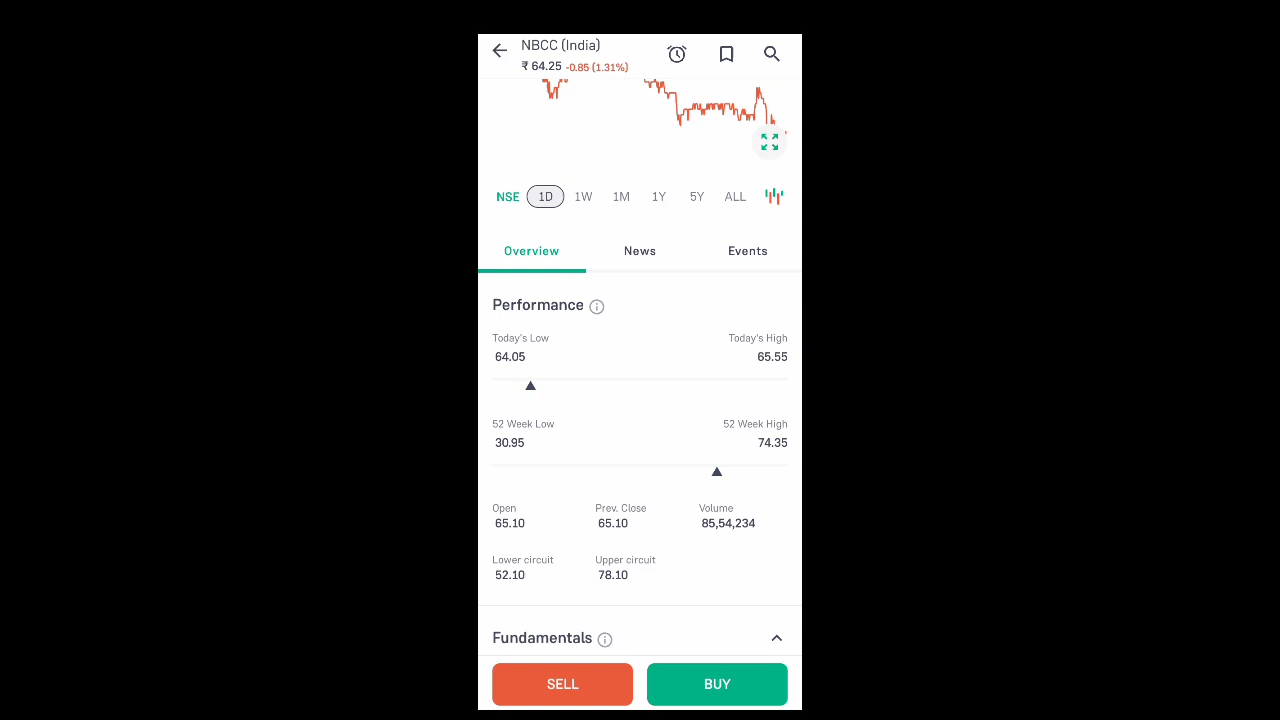 NBCC (India)
₹ 64.25 -0.85 (1.31%)
NSE 1D 1W 1M 1Y 5Y ALL
Overview News Events
Performance
Today's Low Today's High
64.05 65.55
52 Week Low 52 Week High
30.95 74.35
Open Prev. Close Volume
65.10 65.10 85,54,234
Lower circuit Upper circuit
52.10 78.10
Fundamentals
SELL BUY